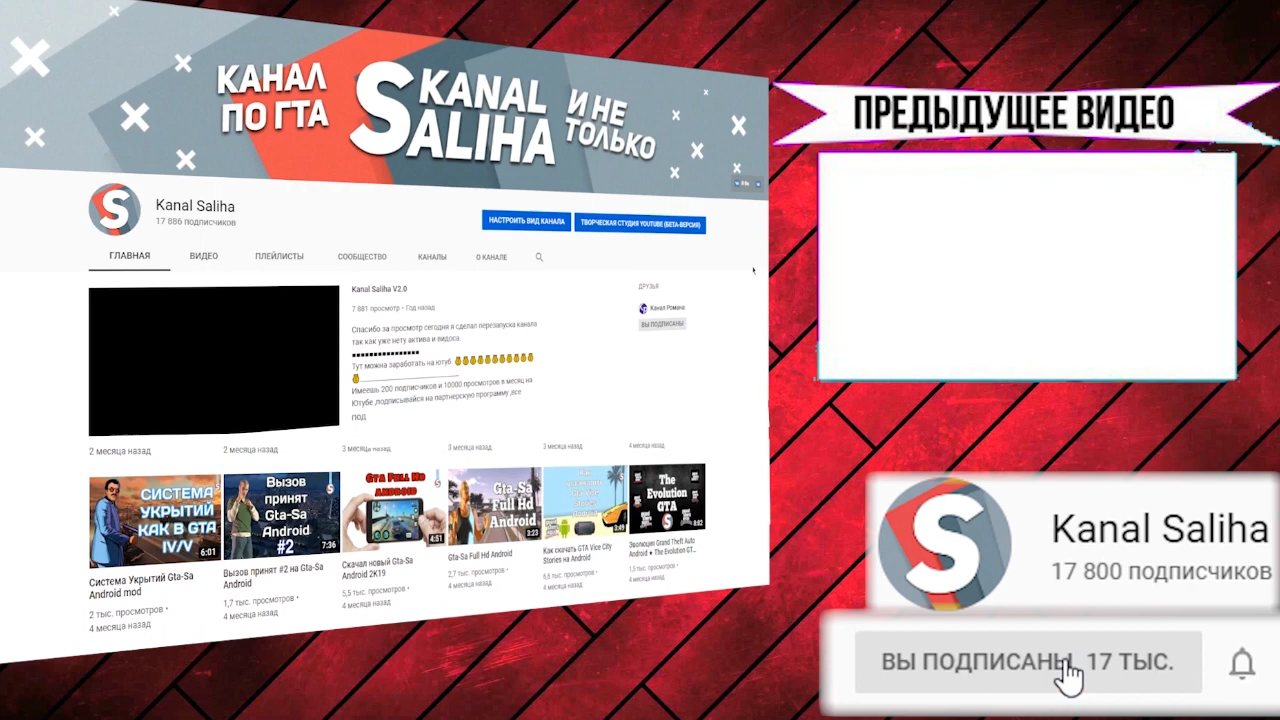 КАНАЛ
ПО ГТА
SKANAL
SALIHA
И НЕ
ТОЛЬКО
Kanal Saliha
17 886 подписчиков
НАСТРОИТЬ ВИД КАНАЛА
ТВОРЧЕСКАЯ СТУДИЯ YOUTUBE (БЕТА-ВЕРСИЯ)
ГЛАВНАЯ ВИДЕО ПЛЕЙЛИСТЫ СООБЩЕСТВО КАНАЛЫ О КАНАЛЕ
Kanal Saliha V2.0
7 881 просмотр • Год назад
Спасибо за просмотр сегодня я сделал перезапуска канала
так как уже нету актива и видоса.
Тут можна заработать на ютуб
Имеешь 200 подписчиков и 10000 просмотров в месяц на
Ютубе ,подписывайся на партнерскую программу ,все
под
ДРУЗЬЯ
Канал Романа
ВЫ ПОДПИСАНЫ
2 месяца назад
2 месяца назад
3 месяца назад
3 месяца назад
3 месяца назад
4 месяца назад
СИСТЕМА
УКРЫТИЙ
КАК В GTA
IV/V
6:01
Вызов
принят
Gta-Sa
Android
#2
7:36
Gta Full HD
Android
4:51
Gta-Sa
Full Hd
Android
3:23
3:49
The
Evolution
GTA
8:02
Система Укрытий Gta-Sa
Android mod
2 тыс. просмотров •
4 месяца назад
Вызов принят #2 на Gta-Sa
Android
1,7 тыс. просмотров •
4 месяца назад
Скачал новый Gta-Sa
Android 2K19
5,5 тыс. просмотров •
4 месяца назад
Gta-Sa Full Hd Android
2,7 тыс. просмотров •
4 месяца назад
Как скачать GTA Vice City
Stories на Android
6,6 тыс. просмотров •
4 месяца назад
Эволюция Grand Theft Auto
Android ● The Evolution GT...
1,5 тыс. просмотров •
4 месяца назад
ПРЕДЫДУЩЕЕ ВИДЕО
S
Kanal Saliha
17 800 подписчиков
ВЫ ПОДПИСАНЫ 17 ТЫС.